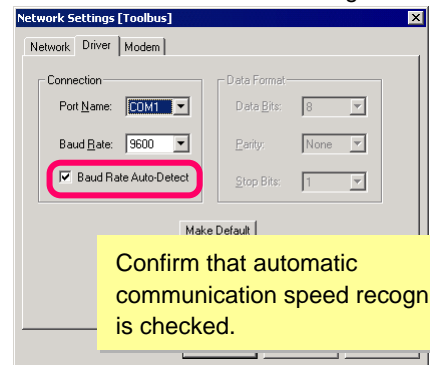 Network Settings [Toolbus]
Network Driver Modem
Connection
Data Format
Port Name: COM1
Data Bits: 8
Baud Rate: 9600
Parity: None
Baud Rate Auto-Detect
Stop Bits: 1
Make Default
Confirm that automatic
communication speed recogn
is checked.